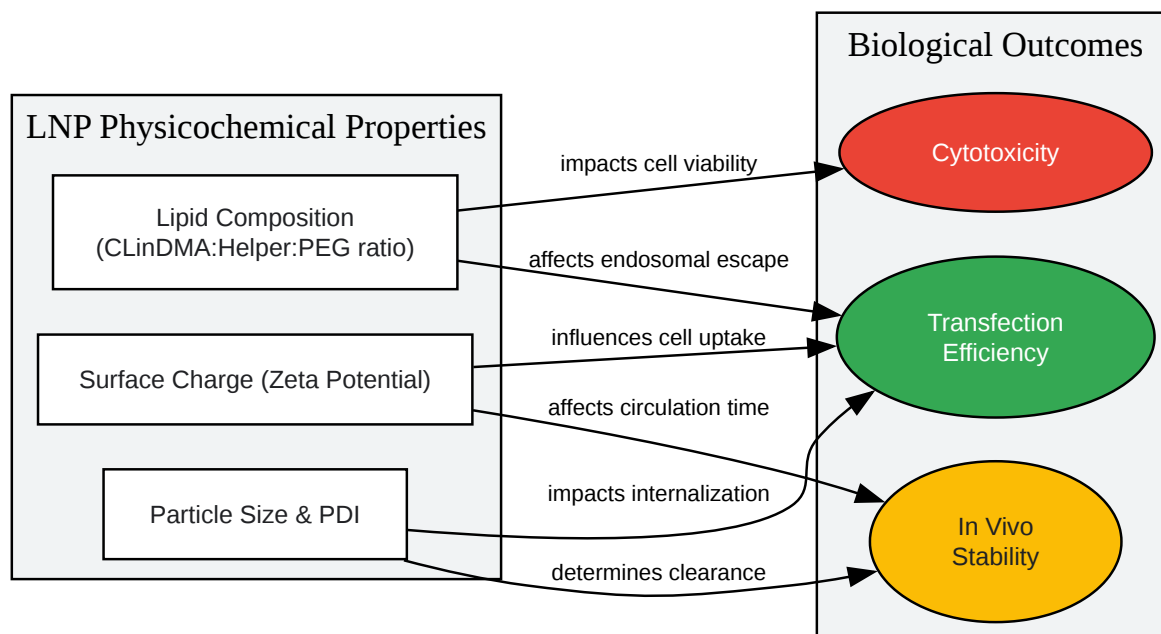 LNP Physicochemical Properties
Lipid Composition
(CLinDMA:Helper:PEG ratio)
Surface Charge (Zeta Potential)
Particle Size & PDI
impacts cell viability
affects endosomal escape
influences cell uptake
affects circulation time
impacts internalization
determines clearance
Biological Outcomes
Cytotoxicity
Transfection
Efficiency
In Vivo
Stability